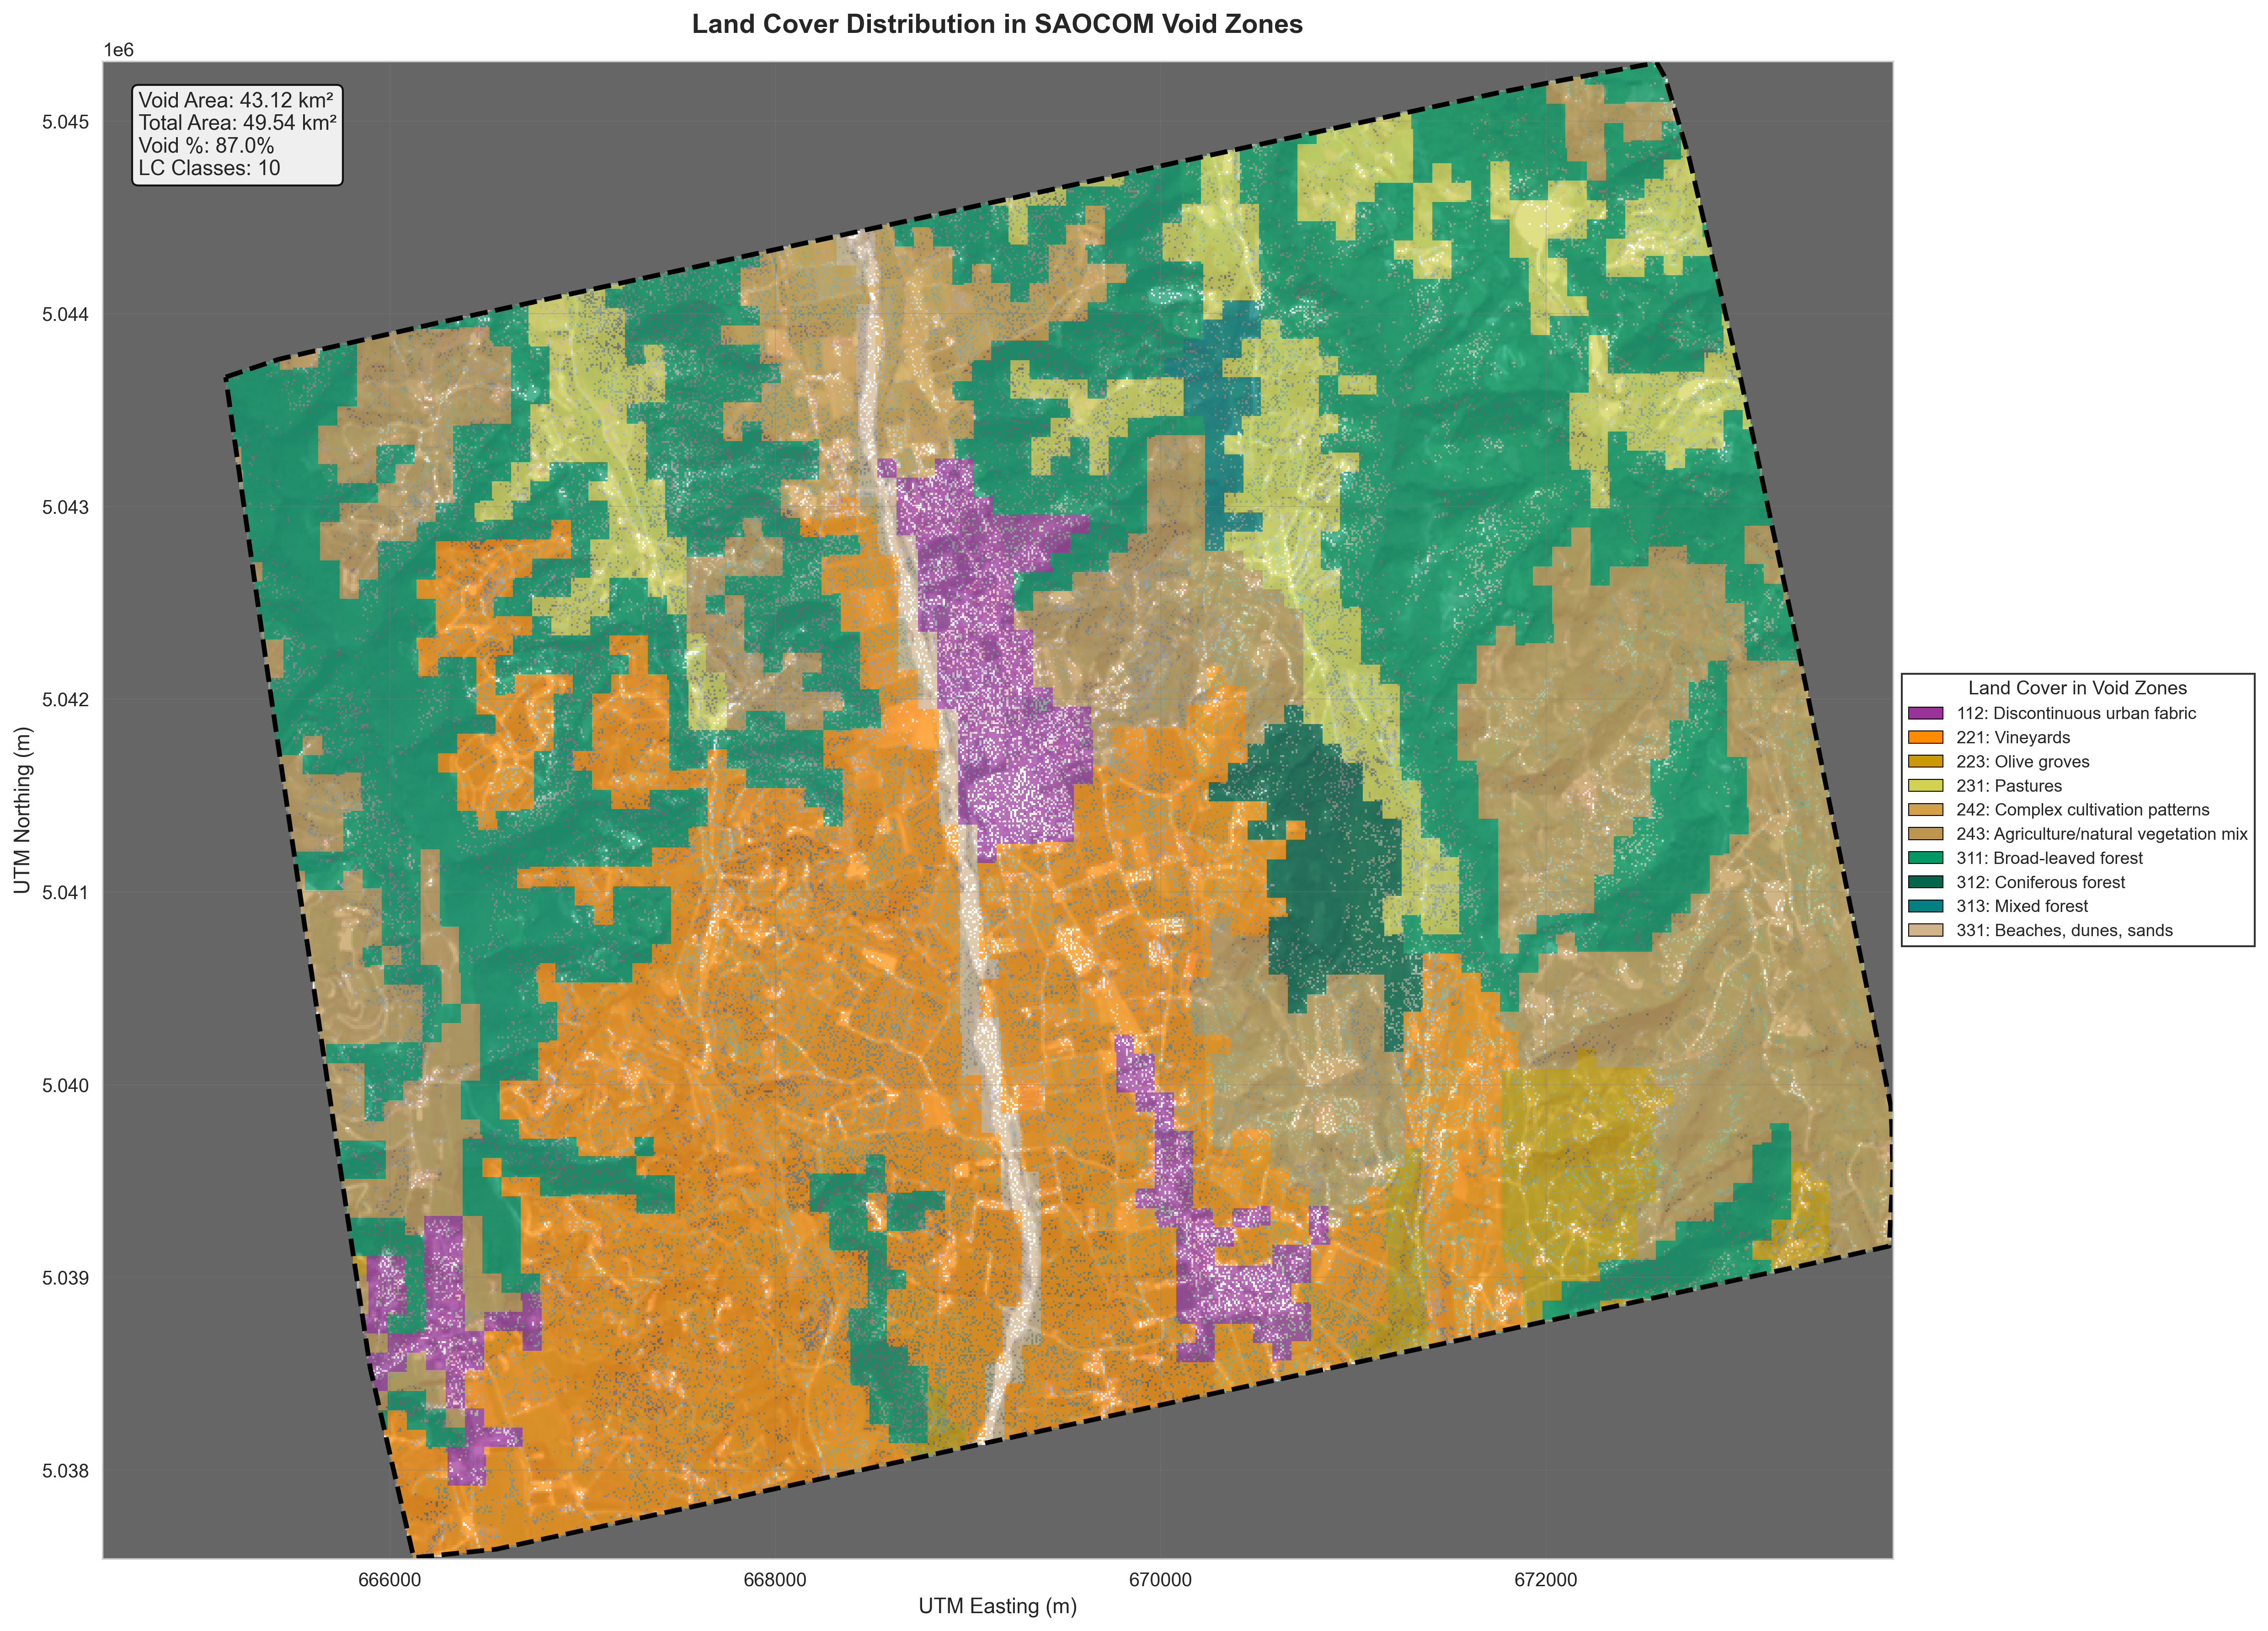 Land Cover Distribution in SAOCOM Void Zones
1e6
Void Area: 43.12 km²
Total Area: 49.54 km²
Void %: 87.0%
LC Classes: 10
5.045
5.044
5.043
5.042
5.041
5.040
5.039
5.038
UTM Northing (m)
666000
668000
670000
672000
UTM Easting (m)
Land Cover in Void Zones
112: Discontinuous urban fabric
221: Vineyards
223: Olive groves
231: Pastures
242: Complex cultivation patterns
243: Agriculture/natural vegetation mix
311: Broad-leaved forest
312: Coniferous forest
313: Mixed forest
331: Beaches, dunes, sands